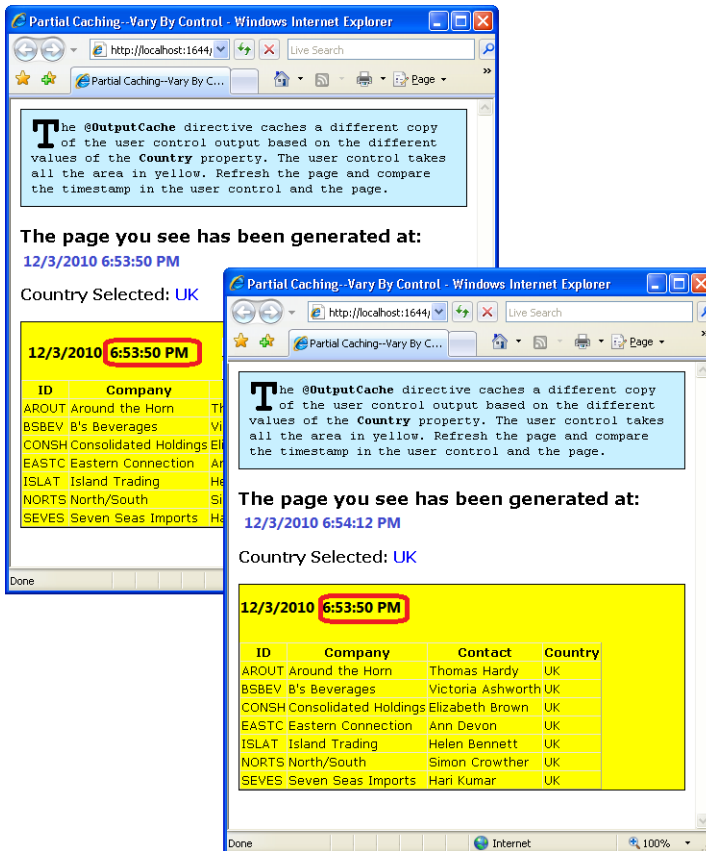 Partial Caching--Vary By Control - Windows Internet Explorer
http://localhost:1644/
Live Search
Partial Caching--Vary By C...
Page
»
The @OutputCache directive caches a different copy
of the user control output based on the different
values of the Country property. The user control takes
all the area in yellow. Refresh the page and compare
the timestamp in the user control and the page.
The page you see has been generated at:
12/3/2010 6:53:50 PM
Country Selected: UK
12/3/2010 6:53:50 PM
ID Company
AROUT Around the Horn Th
BSBEV B's Beverages Vi
CONSH Consolidated Holdings Eli
EASTC Eastern Connection An
ISLAT Island Trading He
NORTS North/South Si
SEVES Seven Seas Imports Ha
Done
Partial Caching--Vary By Control - Windows Internet Explorer
http://localhost:1644/
Live Search
Partial Caching--Vary By C...
Page
The @OutputCache directive caches a different copy
of the user control output based on the different
values of the Country property. The user control takes
all the area in yellow. Refresh the page and compare
the timestamp in the user control and the page.
The page you see has been generated at:
12/3/2010 6:54:12 PM
Country Selected: UK
12/3/2010 6:53:50 PM
ID Company Contact Country
AROUT Around the Horn Thomas Hardy UK
BSBEV B's Beverages Victoria Ashworth UK
CONSH Consolidated Holdings Elizabeth Brown UK
EASTC Eastern Connection Ann Devon UK
ISLAT Island Trading Helen Bennett UK
NORTS North/South Simon Crowther UK
SEVES Seven Seas Imports Hari Kumar UK
Done Internet 100%